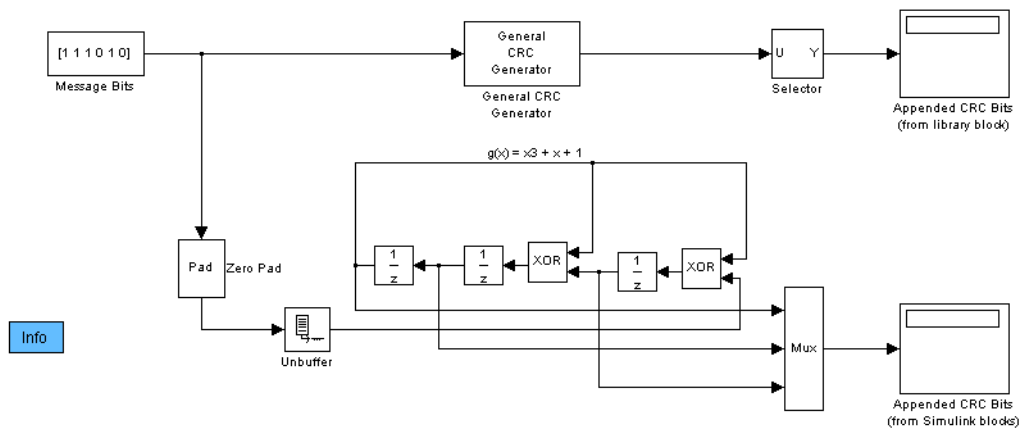 [1 1 1 0 1 0]
Message Bits
General
CRC
Generator
General CRC
Generator
U Y
Selector
Appended CRC Bits
(from library block)
g(x) = x3 + x + 1
Pad
Zero Pad
1
z
1
z
XOR
1
z
XOR
Info
Unbuffer
Mux
Appended CRC Bits
(from Simulink blocks)